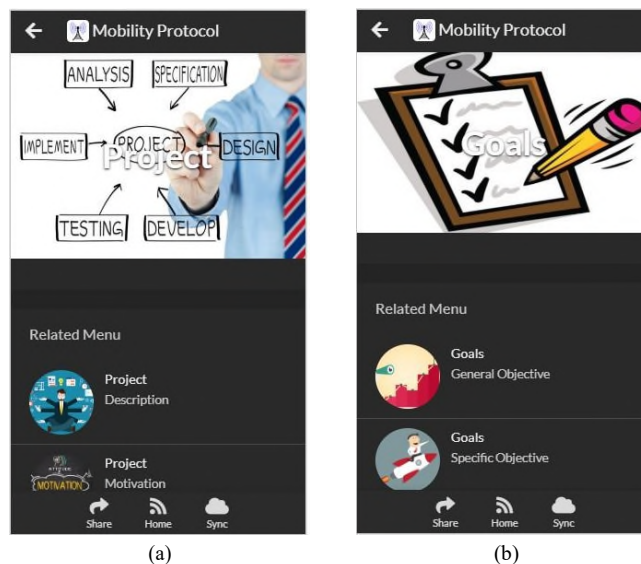 Mobility Protocol
ANALYSIS
SPECIFICATION
IMPLEMENT
PROJECT
DESIGN
Project
TESTING
DEVELOP
Related Menu
Project
Description
Project
Motivation
ATTITUDE
MOTIVATION
Share
Home
Sync
(a)
Mobility Protocol
Goals
Related Menu
Goals
General Objective
Goals
Specific Objective
Share
Home
Sync
(b)